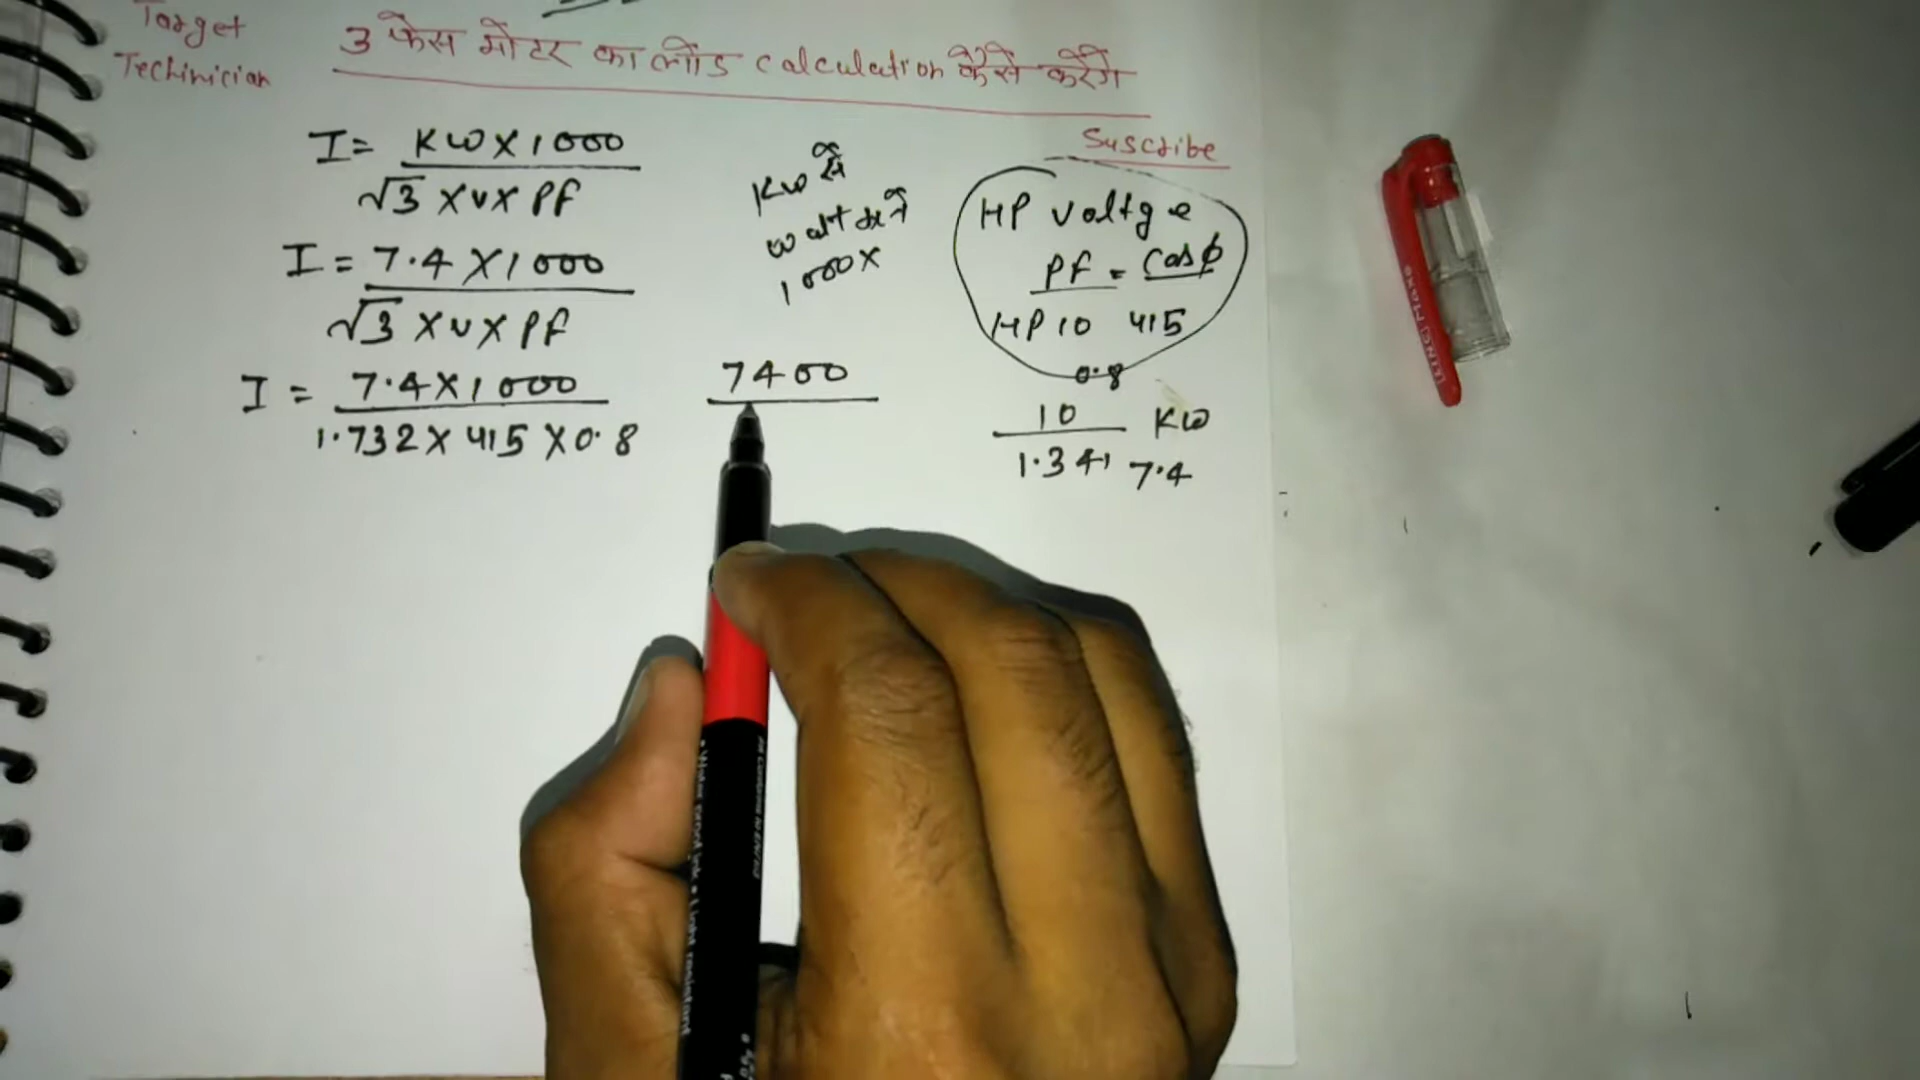 Target
Techinician
3 फेस मोटर का लोड calculation कैसे करेंगे
Suscribe
I = KW X 1000
√3 X V X Pf
I = 7.4 X 1000
√3 X V X Pf
I = 7.4 X 1000
1.732 X 415 X 0.8
KW से
watt
1000 X
7400
HP Voltge
Pf = Cosϕ
HP 10 415
0.8
10 KW
1.341 7.4